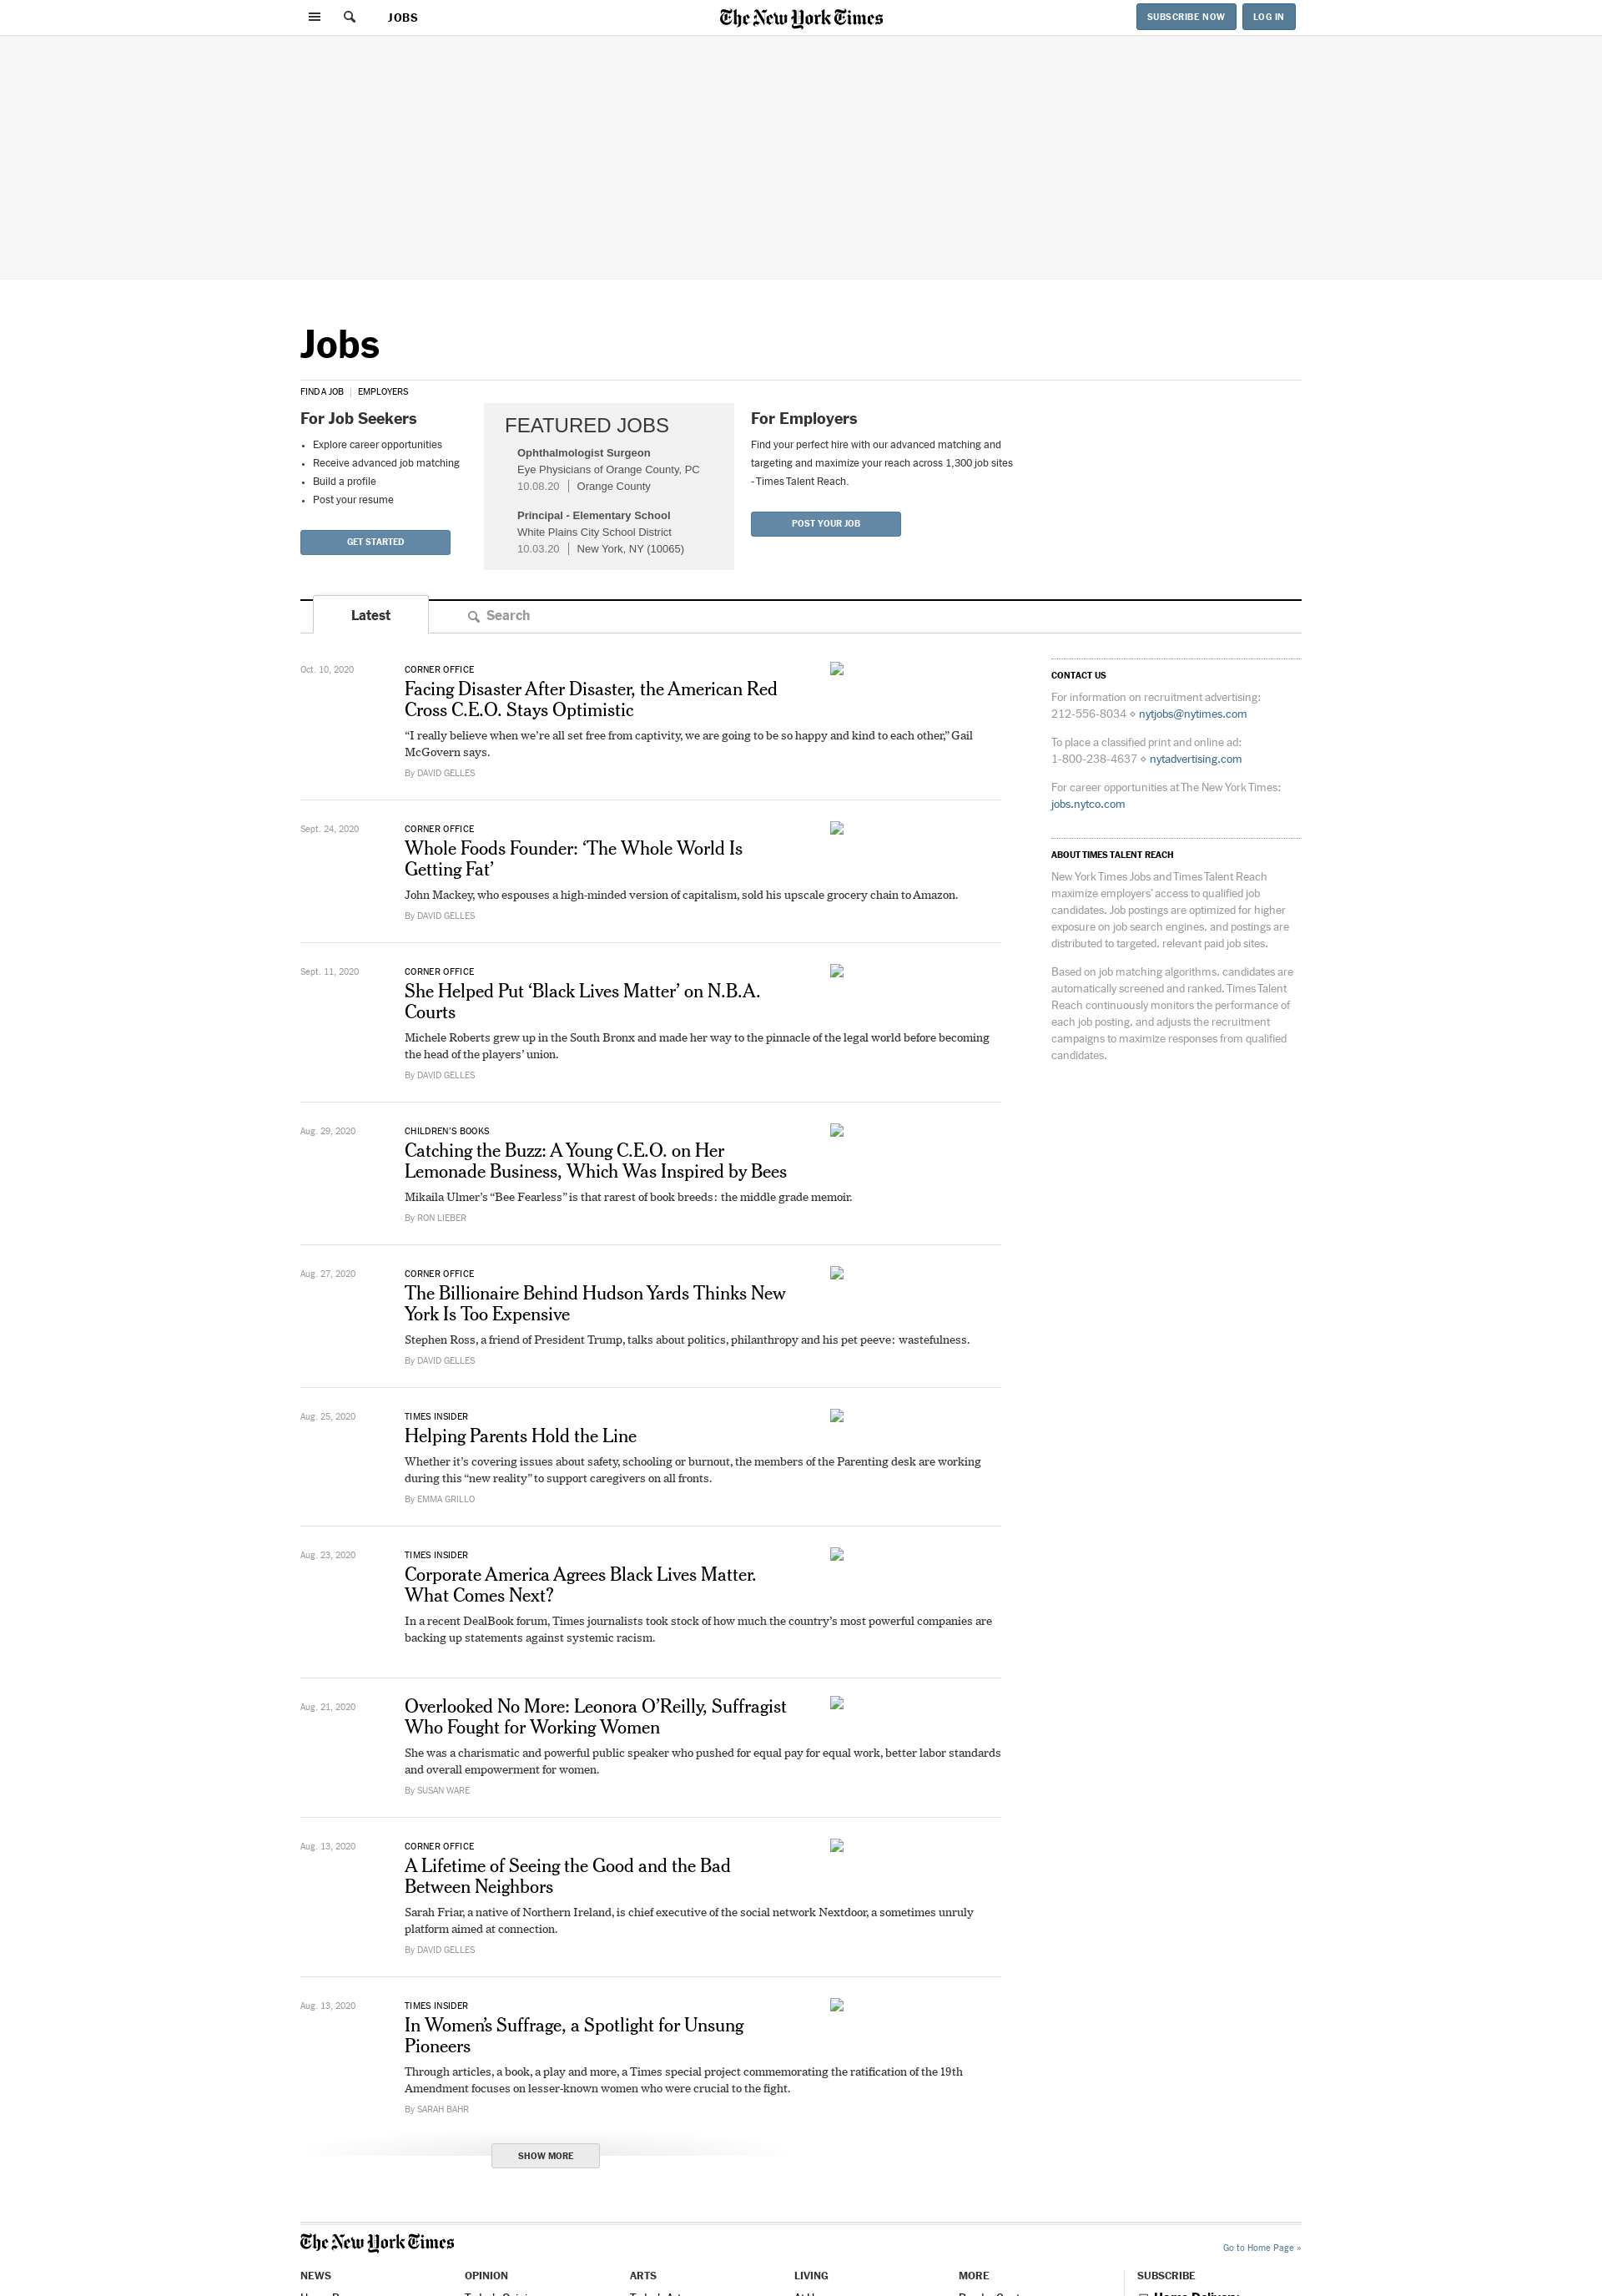 JOBS
The New York Times
SUBSCRIBE NOW
LOG IN
Jobs
FIND A JOB | EMPLOYERS
For Job Seekers
• Explore career opportunities
• Receive advanced job matching
• Build a profile
• Post your resume
GET STARTED
FEATURED JOBS
Ophthalmologist Surgeon
Eye Physicians of Orange County, PC
10.08.20 | Orange County
Principal - Elementary School
White Plains City School District
10.03.20 | New York, NY (10065)
For Employers
Find your perfect hire with our advanced matching and
targeting and maximize your reach across 1,300 job sites
- Times Talent Reach.
POST YOUR JOB
Latest
Search
Oct. 10, 2020
CORNER OFFICE
Facing Disaster After Disaster, the American Red
Cross C.E.O. Stays Optimistic
“I really believe when we’re all set free from captivity, we are going to be so happy and kind to each other,” Gail
McGovern says.
By DAVID GELLES
Sept. 24, 2020
CORNER OFFICE
Whole Foods Founder: ‘The Whole World Is
Getting Fat’
John Mackey, who espouses a high-minded version of capitalism, sold his upscale grocery chain to Amazon.
By DAVID GELLES
Sept. 11, 2020
CORNER OFFICE
She Helped Put ‘Black Lives Matter’ on N.B.A.
Courts
Michele Roberts grew up in the South Bronx and made her way to the pinnacle of the legal world before becoming
the head of the players’ union.
By DAVID GELLES
Aug. 29, 2020
CHILDREN’S BOOKS
Catching the Buzz: A Young C.E.O. on Her
Lemonade Business, Which Was Inspired by Bees
Mikaila Ulmer’s “Bee Fearless” is that rarest of book breeds: the middle grade memoir.
By RON LIEBER
Aug. 27, 2020
CORNER OFFICE
The Billionaire Behind Hudson Yards Thinks New
York Is Too Expensive
Stephen Ross, a friend of President Trump, talks about politics, philanthropy and his pet peeve: wastefulness.
By DAVID GELLES
Aug. 25, 2020
TIMES INSIDER
Helping Parents Hold the Line
Whether it’s covering issues about safety, schooling or burnout, the members of the Parenting desk are working
during this “new reality” to support caregivers on all fronts.
By EMMA GRILLO
Aug. 23, 2020
TIMES INSIDER
Corporate America Agrees Black Lives Matter.
What Comes Next?
In a recent DealBook forum, Times journalists took stock of how much the country’s most powerful companies are
backing up statements against systemic racism.
Aug. 21, 2020
Overlooked No More: Leonora O’Reilly, Suffragist
Who Fought for Working Women
She was a charismatic and powerful public speaker who pushed for equal pay for equal work, better labor standards
and overall empowerment for women.
By SUSAN WARE
Aug. 13, 2020
CORNER OFFICE
A Lifetime of Seeing the Good and the Bad
Between Neighbors
Sarah Friar, a native of Northern Ireland, is chief executive of the social network Nextdoor, a sometimes unruly
platform aimed at connection.
By DAVID GELLES
Aug. 13, 2020
TIMES INSIDER
In Women’s Suffrage, a Spotlight for Unsung
Pioneers
Through articles, a book, a play and more, a Times special project commemorating the ratification of the 19th
Amendment focuses on lesser-known women who were crucial to the fight.
By SARAH BAHR
SHOW MORE
CONTACT US
For information on recruitment advertising:
212-556-8034 ⋄ nytjobs@nytimes.com
To place a classified print and online ad:
1-800-238-4637 ⋄ nytadvertising.com
For career opportunities at The New York Times:
jobs.nytco.com
ABOUT TIMES TALENT REACH
New York Times Jobs and Times Talent Reach
maximize employers’ access to qualified job
candidates. Job postings are optimized for higher
exposure on job search engines, and postings are
distributed to targeted, relevant paid job sites.
Based on job matching algorithms, candidates are
automatically screened and ranked. Times Talent
Reach continuously monitors the performance of
each job posting, and adjusts the recruitment
campaigns to maximize responses from qualified
candidates.
The New York Times
Go to Home Page »
NEWS
OPINION
ARTS
LIVING
MORE
SUBSCRIBE
Home Delivery